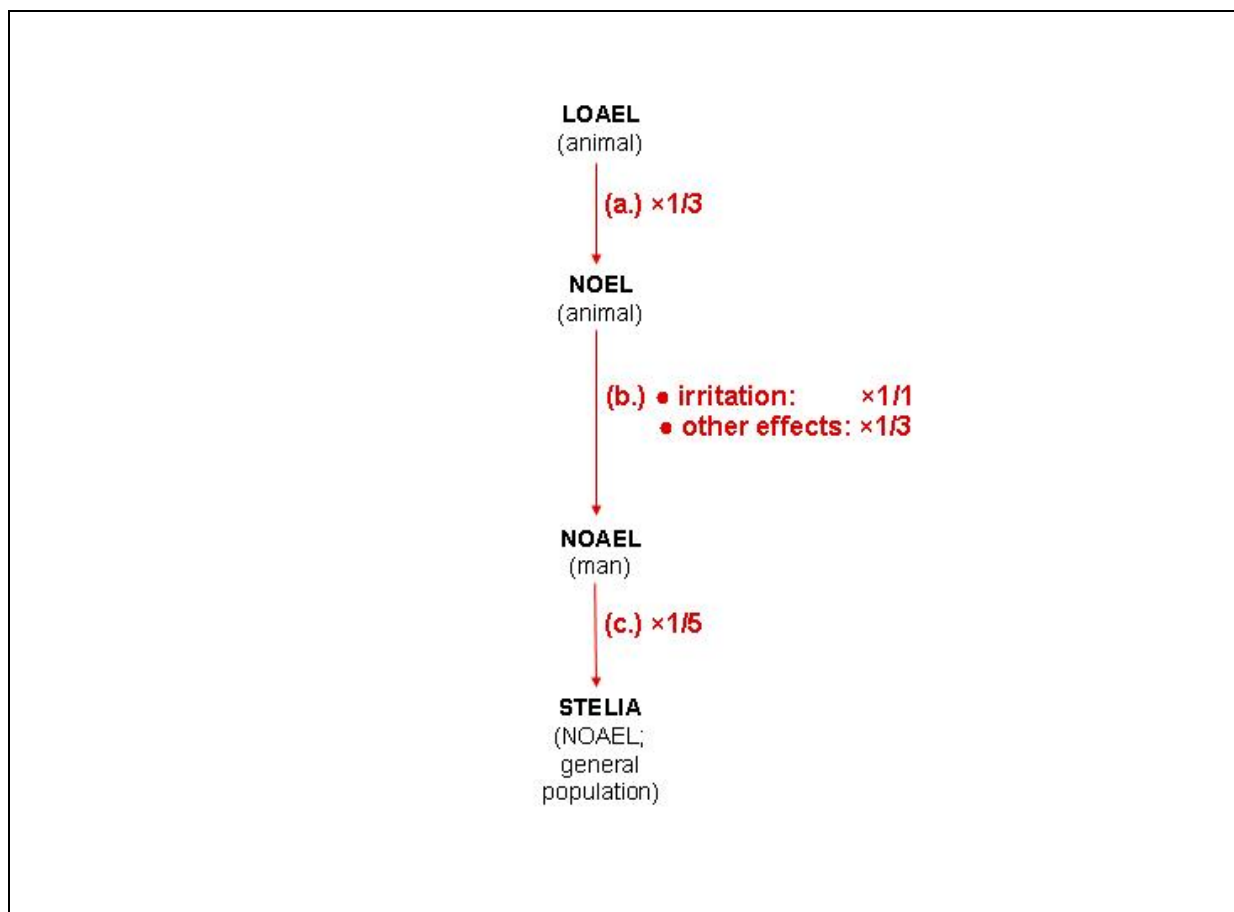 LOAEL
(animal)
(a.) ×1/3
NOEL
(animal)
(b.) • irritation: ×1/1
• other effects: ×1/3
NOAEL
(man)
(c.) ×1/5
STELIA
(NOAEL;
general
population)